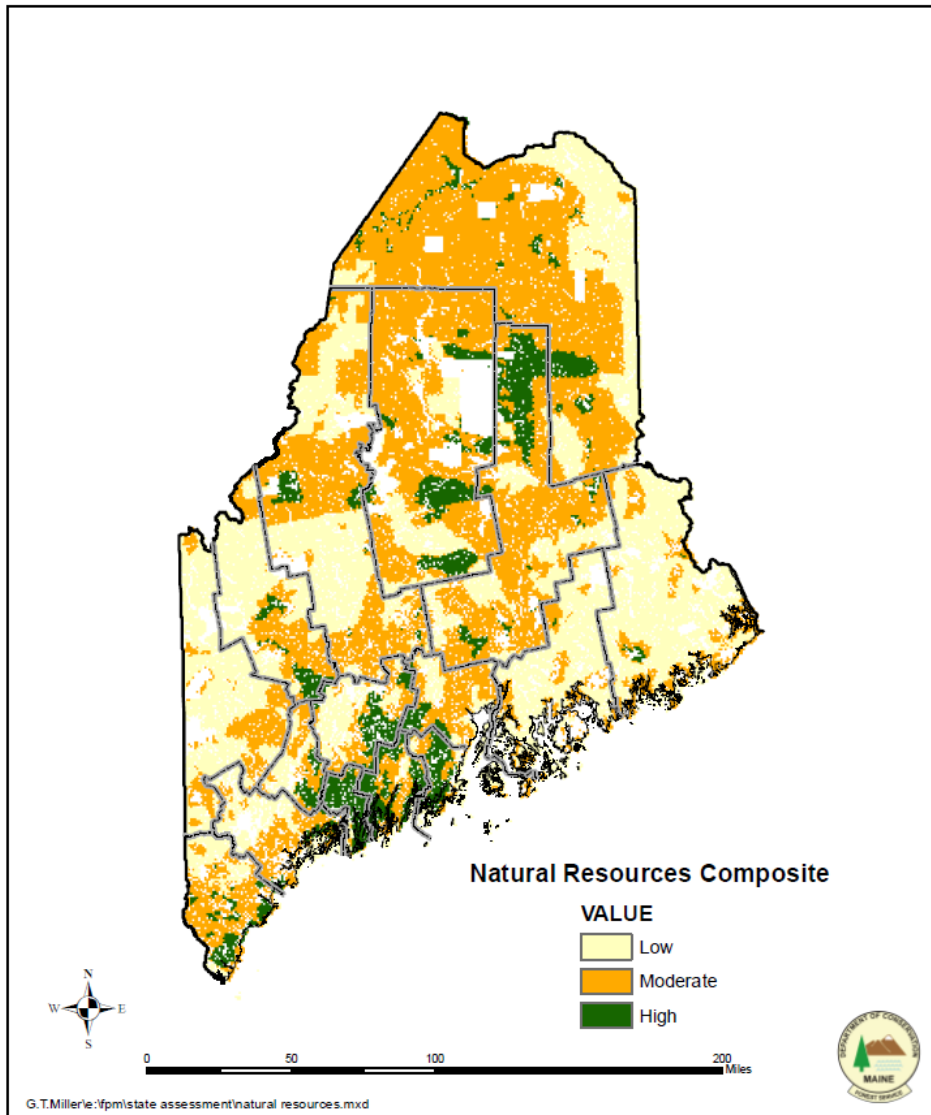 Natural Resources Composite
VALUE
Low
Moderate
High
N
W E
S
0 50 100 200
Miles
DEPARTMENT OF CONSERVATION
MAINE
FOREST SERVICE
G.T.Miller\e:\fpm\state assessment\natural resources.mxd